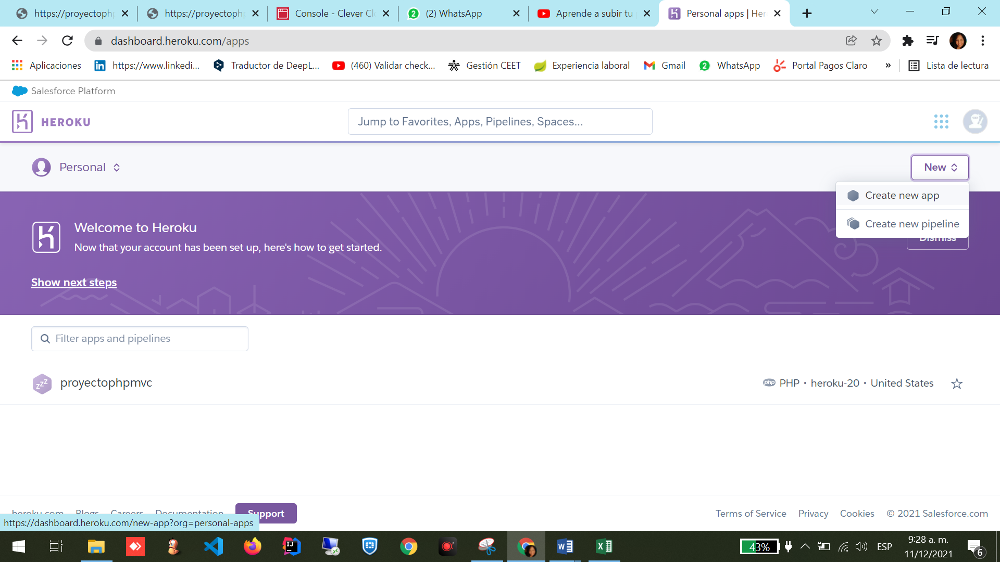 https://proyectoph
https://proyectoph
Console - Clever Cl
(2) WhatsApp
Aprende a subir tu
Personal apps | Her
dashboard.heroku.com/apps
Aplicaciones
https://www.linkedi...
Traductor de DeepL...
(460) Validar check...
SENA
Gestión CEET
Experiencia laboral
Gmail
2
WhatsApp
Portal Pagos Claro
»
Lista de lectura
Salesforce Platform
HEROKU
Jump to Favorites, Apps, Pipelines, Spaces...
Personal
New
Create new app
Create new pipeline
Dismiss
Welcome to Heroku
Now that your account has been set up, here's how to get started.
Show next steps
Filter apps and pipelines
zzz
proyectophpmvc
php PHP • heroku-20 • United States
heroku.com Blogs Careers Documentation Support
Terms of Service Privacy Cookies © 2021 Salesforce.com
https://dashboard.heroku.com/new-app?org=personal-apps
43%
ESP
9:28 a. m.
11/12/2021
6